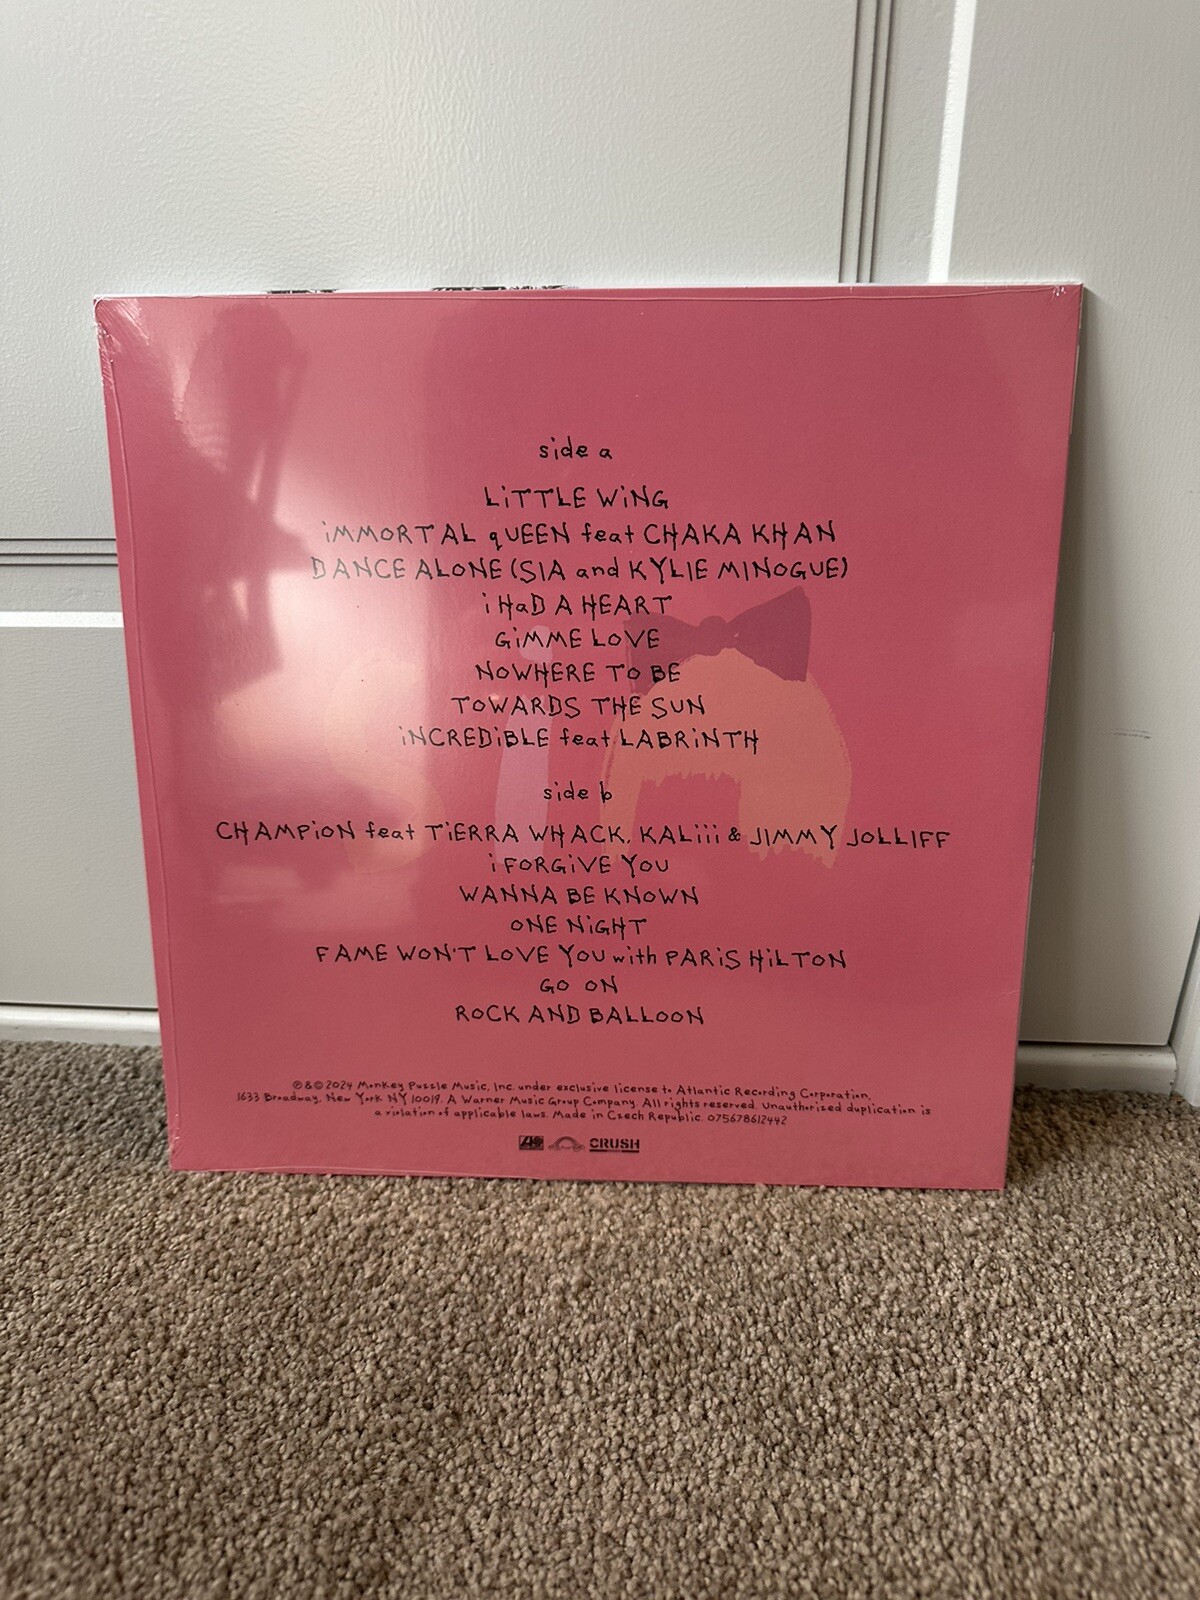 side a
LiTTLE WiNG
iMMORTAL qUEEN feat CHAKA KHAN
DANCE ALONE (SIA and KYLIE MINOGUE)
i HaD A HEART
GiMME LOVE
NOWHERE TO BE
TOWARDS THE SUN
iNCREDiBLE feat LABRiNTH
side b
CHAMPiON feat TiERRA WHACK, KALiii & JIMMY JOLLIFF
i FORGiVE YOU
WANNA BE KNOWN
ONE NiGHT
FAME WON'T LOVE YOU with PARiS HiLTON
GO ON
ROCK AND BALLOON
℗&© 2024 Monkey Puzzle Music, Inc. under exclusive license to Atlantic Recording Corporation,
1633 Broadway, New York NY 10019. A Warner Music Group Company. All rights reserved. Unauthorized duplication is
a violation of applicable laws. Made in Czech Republic. 075678612442
CRUSH